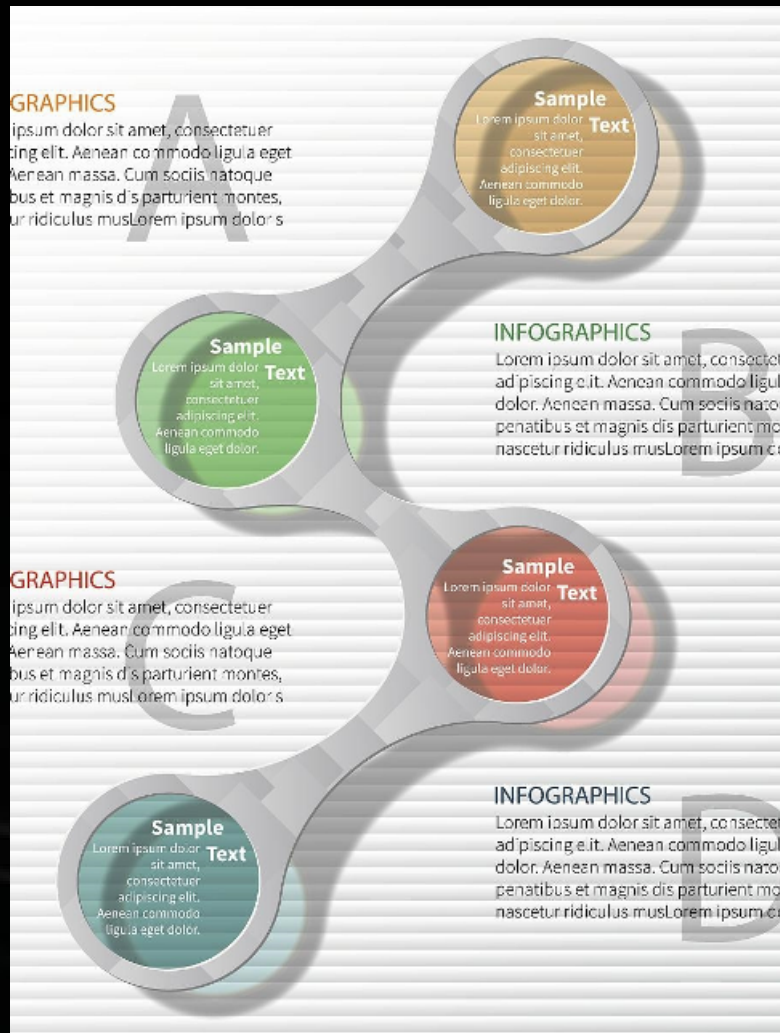 GRAPHICS
ipsum dolor sit amet, consectetuer
cing elit. Aenean commodo ligula eget
Aenean massa. Cum sociis natoque
bus et magnis dis parturient montes,
ur ridiculus musLorem ipsum dolor s
A
Sample
Text
Lorem ipsum dolor
sit amet,
consectetuer
adipiscing elit.
Aenean commodo
ligula eget dolor.
Sample
Text
Lorem ipsum dolor
sit amet,
consectetuer
adipiscing elit.
Aenean commodo
ligula eget dolor.
INFOGRAPHICS
Lorem ipsum dolor sit amet, consectet
adipiscing elit. Aenean commodo ligul
dolor. Aenean massa. Cum sociis nato
penatibus et magnis dis parturient mo
nascetur ridiculus musLorem ipsum d
B
GRAPHICS
ipsum dolor sit amet, consectetuer
cing elit. Aenean commodo ligula eget
Aenean massa. Cum sociis natoque
bus et magnis dis parturient montes,
ur ridiculus musLorem ipsum dolor s
C
Sample
Text
Lorem ipsum dolor
sit amet,
consectetuer
adipiscing elit.
Aenean commodo
ligula eget dolor.
Sample
Text
Lorem ipsum dolor
sit amet,
consectetuer
adipiscing elit.
Aenean commodo
ligula eget dolor.
INFOGRAPHICS
Lorem ipsum dolor sit amet, consectet
adipiscing elit. Aenean commodo ligul
dolor. Aenean massa. Cum sociis nato
penatibus et magnis dis parturient mo
nascetur ridiculus musLorem ipsum d
D